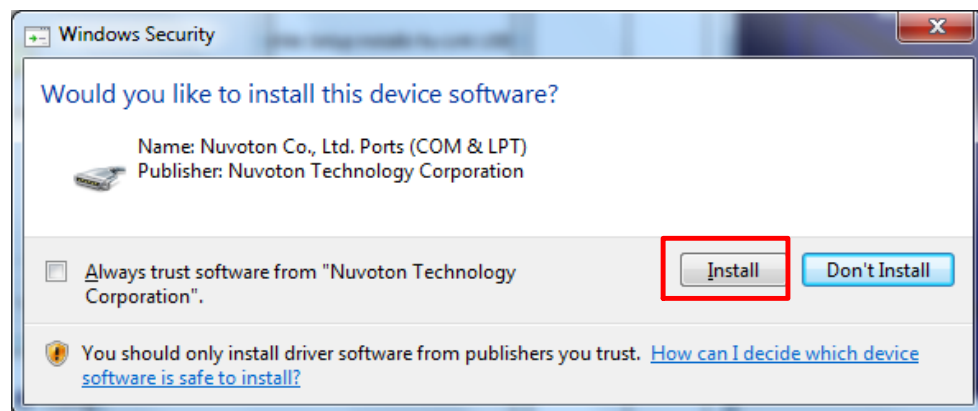 Windows Security
Would you like to install this device software?
Name: Nuvoton Co., Ltd. Ports (COM & LPT)
Publisher: Nuvoton Technology Corporation
Always trust software from "Nuvoton Technology
Corporation".
Install
Don't Install
You should only install driver software from publishers you trust. How can I decide which device
software is safe to install?